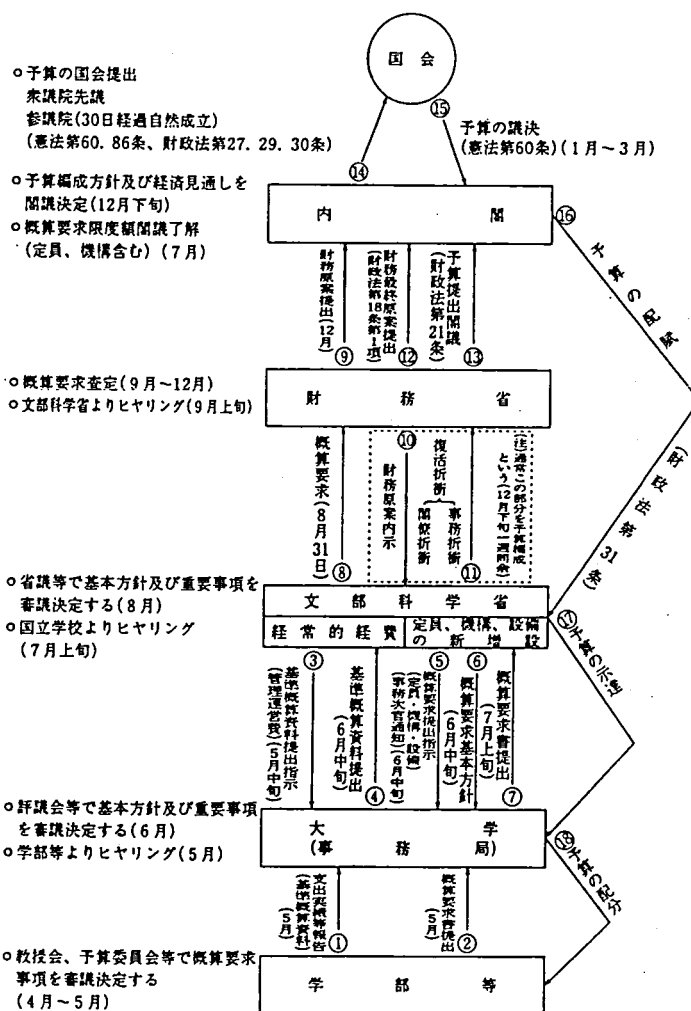 国会
○予算の国会提出
衆議院先議
参議院(30日経過自然成立)
(憲法第60. 86条、財政法第27. 29. 30条)
⑭
⑮
予算の議決
(憲法第60条)(1月～3月)
○予算編成方針及び経済見通しを
閣議決定(12月下旬)
○概算要求限度額閣議了解
(定員、機構含む)(7月)
内閣
⑯
予算の配賦
(財政法第31条)
財務原案提出(12月)
⑨
財務最終原案提出
(財政法第18条第1項)
⑫
予算提出閣議
(財政法第21条)
⑬
○概算要求査定(9月～12月)
○文部科学省よりヒヤリング(9月上旬)
財務省
概算要求(8月31日)
⑧
⑩
財務原案内示
復活折衝
事務折衝
閣僚折衝
⑪
(注)通常この部分を予算編成
という(12月下旬一週間余)
○省議等で基本方針及び重要事項を
審議決定する(8月)
○国立学校よりヒヤリング
(7月上旬)
文部科学省
経常的経費
定員、機構、設備
の新増設
⑰予算の示達
③
基準概算資料提出指示
(管理運営費)(5月中旬)
基準概算資料提出
(6月中旬)
④
⑤
概算要求提出指示
(定員・機構・設備)
(事務次官通知)(6月中旬)
⑥
概算要求基本方針
(6月中旬)
概算要求書提出
(7月上旬)
⑦
○評議会等で基本方針及び重要事項
を審議決定する(6月)
○学部等よりヒヤリング(5月)
大学
(事務局)
⑱予算の配分
支出実績等報告
(基準概算資料)
(5月)
①
概算要求書提出
(5月)
②
○教授会、予算委員会等で概算要求
事項を審議決定する
(4月～5月)
学部等